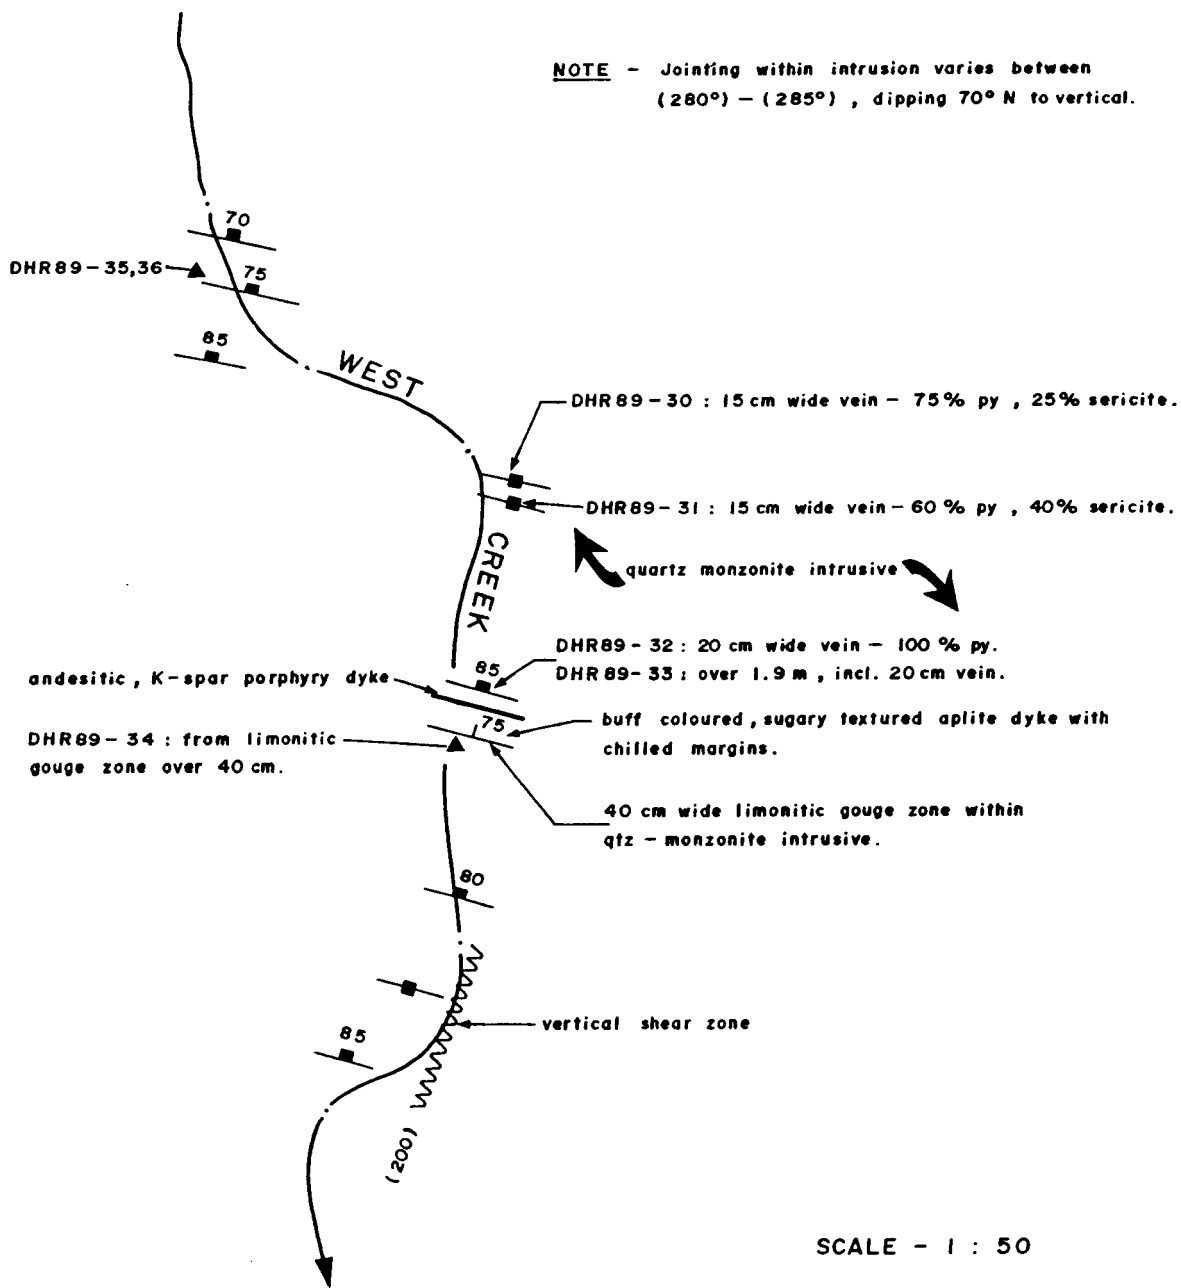 NOTE - Jointing within intrusion varies between
(280°) - (285°) , dipping 70° N to vertical.
70
DHR89-35,36
75
85
WEST
DHR89-30 : 15 cm wide vein - 75% py , 25% sericite.
DHR89-31 : 15 cm wide vein - 60 % py , 40% sericite.
CREEK
quartz monzonite intrusive
DHR89-32 : 20 cm wide vein - 100 % py.
85
DHR89-33 : over 1.9 m , incl. 20 cm vein.
andesitic , K-spar porphyry dyke
75
buff coloured , sugary textured aplite dyke with
chilled margins.
DHR89-34 : from limonitic
gouge zone over 40 cm.
40 cm wide limonitic gouge zone within
qtz - monzonite intrusive.
80
vertical shear zone
85
(200)
SCALE - 1 : 50